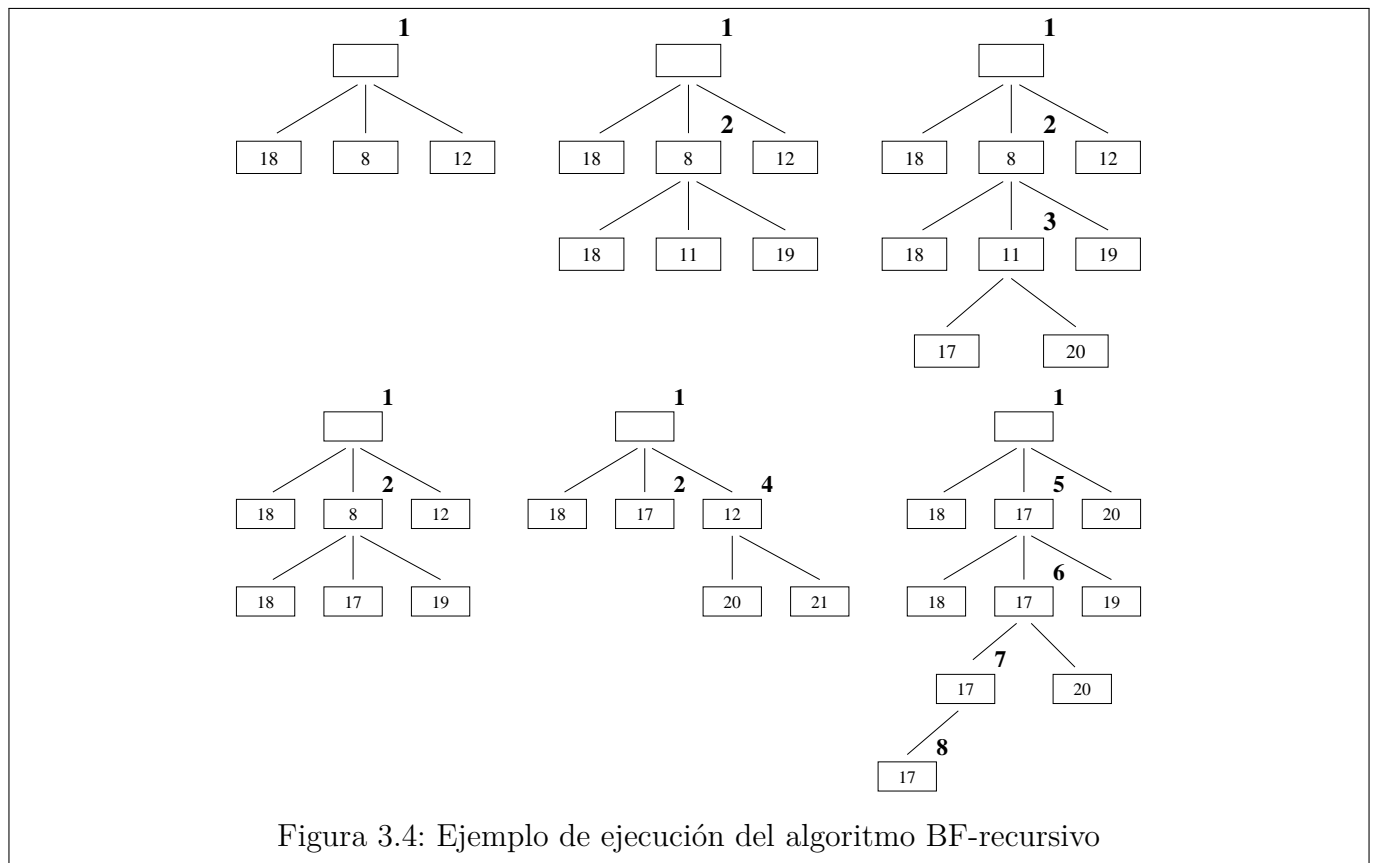 1 1 1
2 2
18 8 12 18 8 12 18 8 12
3
18 11 19 18 11 19
17 20
1 1 1
2 2 4 5
18 8 12 18 17 12 18 17 20
6
18 17 19 20 21 18 17 19
7
17 20
8
17
Figura 3.4: Ejemplo de ejecución del algoritmo BF-recursivo